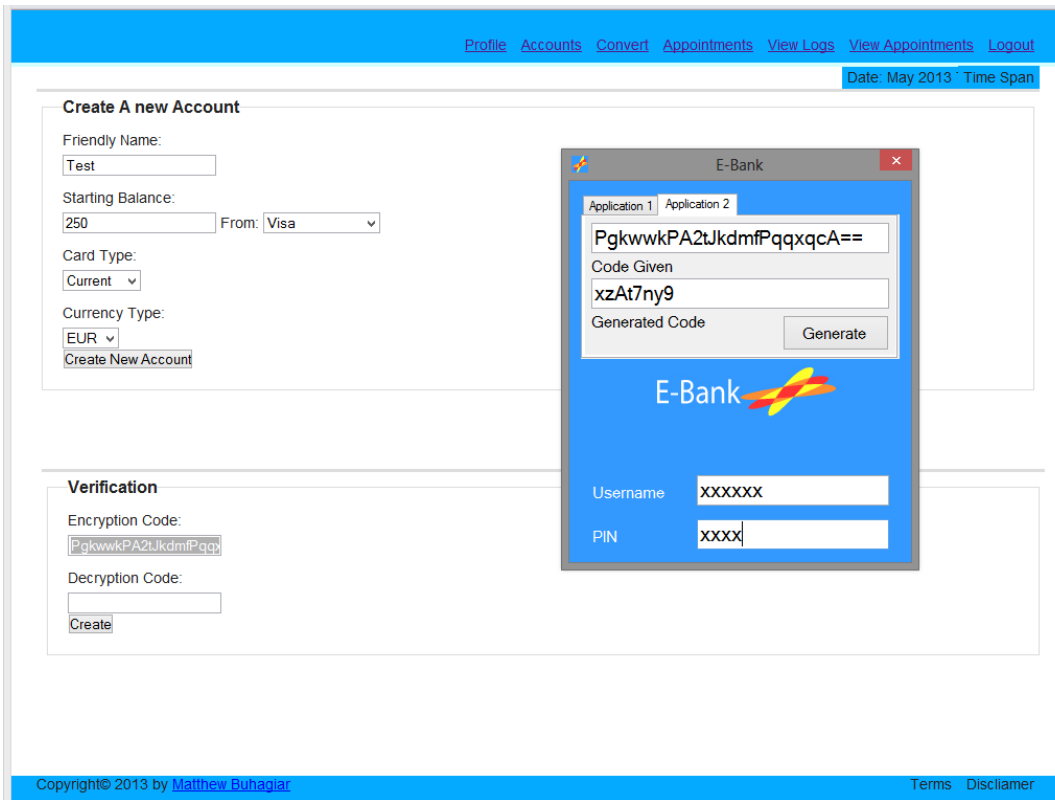 Profile Accounts Convert Appointments View Logs View Appointments Logout
Date: May 2013 Time Span
Create A new Account
Friendly Name:
Test
Starting Balance:
250 From: Visa
Card Type:
Current
Currency Type:
EUR
Create New Account
E-Bank
Application 1 Application 2
PgkwwkPA2tJkdmfPqqxqcA==
Code Given
xzAt7ny9
Generated Code
Generate
E-Bank
Username xxxxxx
PIN xxxx
Verification
Encryption Code:
PgkwwkPA2tJkdmfPqqx
Decryption Code:
Create
Copyright© 2013 by Matthew Buhagiar
Terms Discliamer